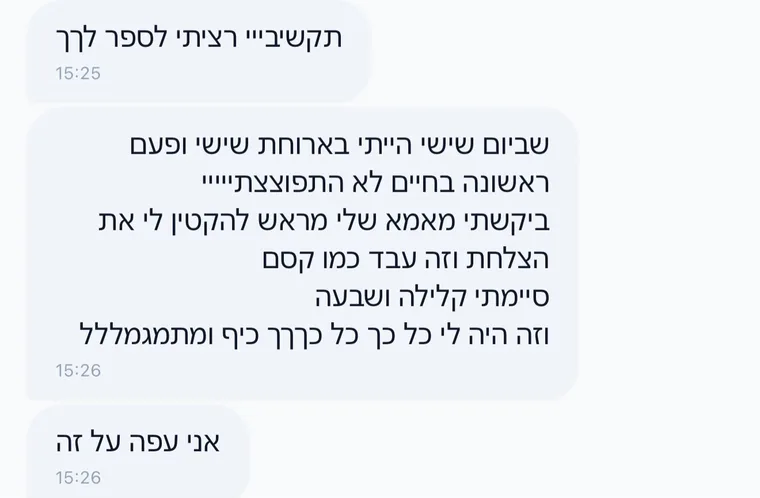 תקשיבייי רציתי לספר לךך
15:25
שביום שישי הייתי בארוחת שישי ופעם
ראשונה בחיים לא התפוצצתיייייי
ביקשתי מאמא שלי מראש להקטין לי את
הצלחת וזה עבד כמו קסם
סיימתי קלילה ושבעה
וזה היה לי כל כך כל כךךך כיף ומתמגמללל
15:26
אני עפה על זה
15:26